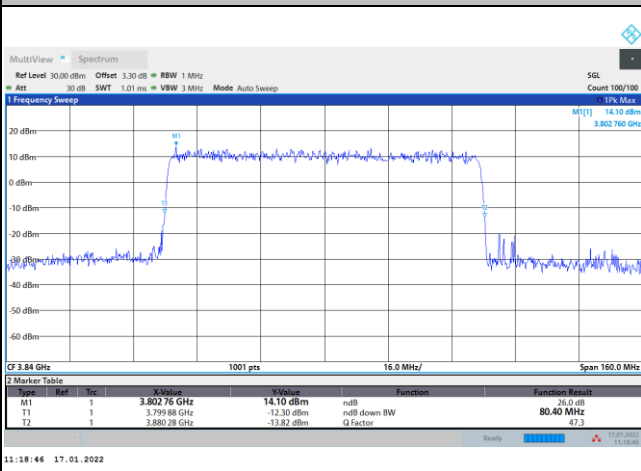 MultiView Spectrum
Ref Level 30.00 dBm Offset 3.30 dB RBW 1 MHz SGL
Att 30 dB SWT 1.01 ms VBW 3 MHz Mode Auto Sweep Count 100/100
1 Frequency Sweep 1Pk Max
M1[1] 14.10 dBm
3.802 760 GHz
20 dBm
M1
10 dBm
0 dBm
T1
-10 dBm
T2
-20 dBm
-30 dBm
-40 dBm
-50 dBm
-60 dBm
CF 3.84 GHz 1001 pts 16.0 MHz/ Span 160.0 MHz
2 Marker Table
Type Ref Trc X-Value Y-Value Function Function Result
M1 1 3.802 76 GHz 14.10 dBm ndB 26.0 dB
T1 1 3.799 88 GHz -12.30 dBm ndB down BW 80.40 MHz
T2 1 3.880 28 GHz -13.82 dBm Q Factor 47.3
Ready 17.01.2022
11:18:46
11:18:46 17.01.2022